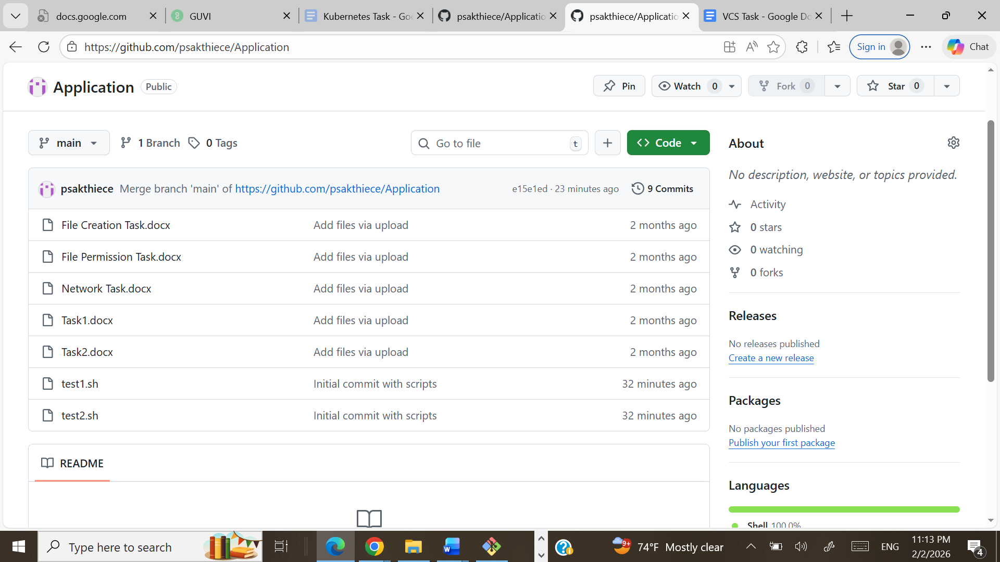 docs.google.com
GUVI
Kubernetes Task - Goo
psakthiece/Applicatio
psakthiece/Applicatio
VCS Task - Google Do
https://github.com/psakthiece/Application
Sign in
Chat
Application Public
Pin
Watch 0
Fork 0
Star 0
main
1 Branch
0 Tags
Go to file
t
Code
psakthiece Merge branch 'main' of https://github.com/psakthiece/Application
e15e1ed · 23 minutes ago
9 Commits
File Creation Task.docx Add files via upload 2 months ago
File Permission Task.docx Add files via upload 2 months ago
Network Task.docx Add files via upload 2 months ago
Task1.docx Add files via upload 2 months ago
Task2.docx Add files via upload 2 months ago
test1.sh Initial commit with scripts 32 minutes ago
test2.sh Initial commit with scripts 32 minutes ago
README
About
No description, website, or topics provided.
Activity
0 stars
0 watching
0 forks
Releases
No releases published
Create a new release
Packages
No packages published
Publish your first package
Languages
Shell 100.0%
Type here to search
9+
74°F Mostly clear
ENG
11:13 PM
2/2/2026
4